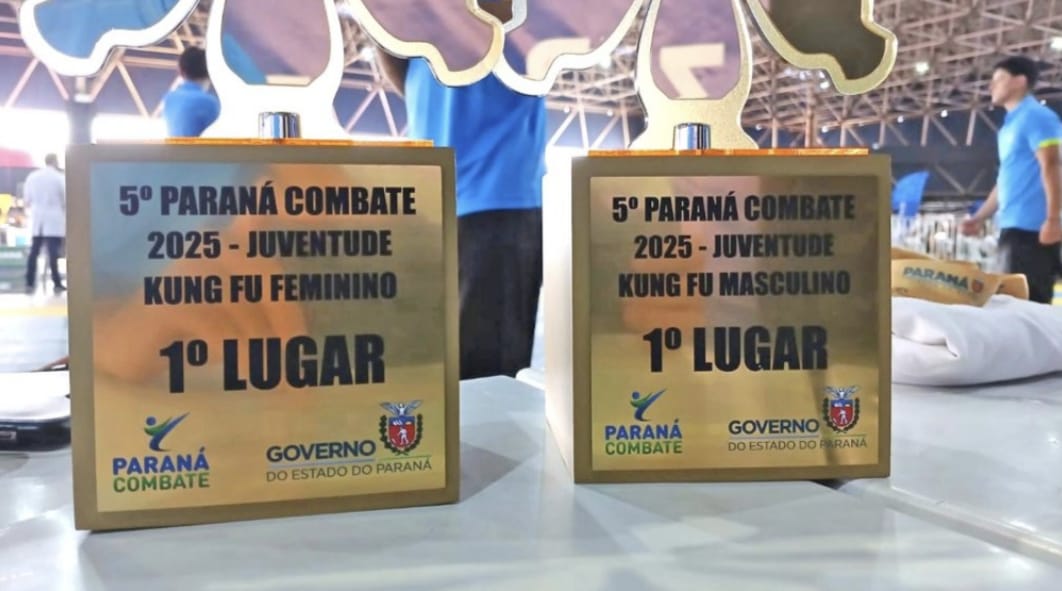 5º PARANÁ COMBATE
2025 - JUVENTUDE
KUNG FU FEMININO
1º LUGAR
PARANÁ
COMBATE
GOVERNO
DO ESTADO DO PARANÁ
5º PARANÁ COMBATE
2025 - JUVENTUDE
KUNG FU MASCULINO
1º LUGAR
PARANÁ
COMBATE
GOVERNO
DO ESTADO DO PARANÁ
PARANÁ